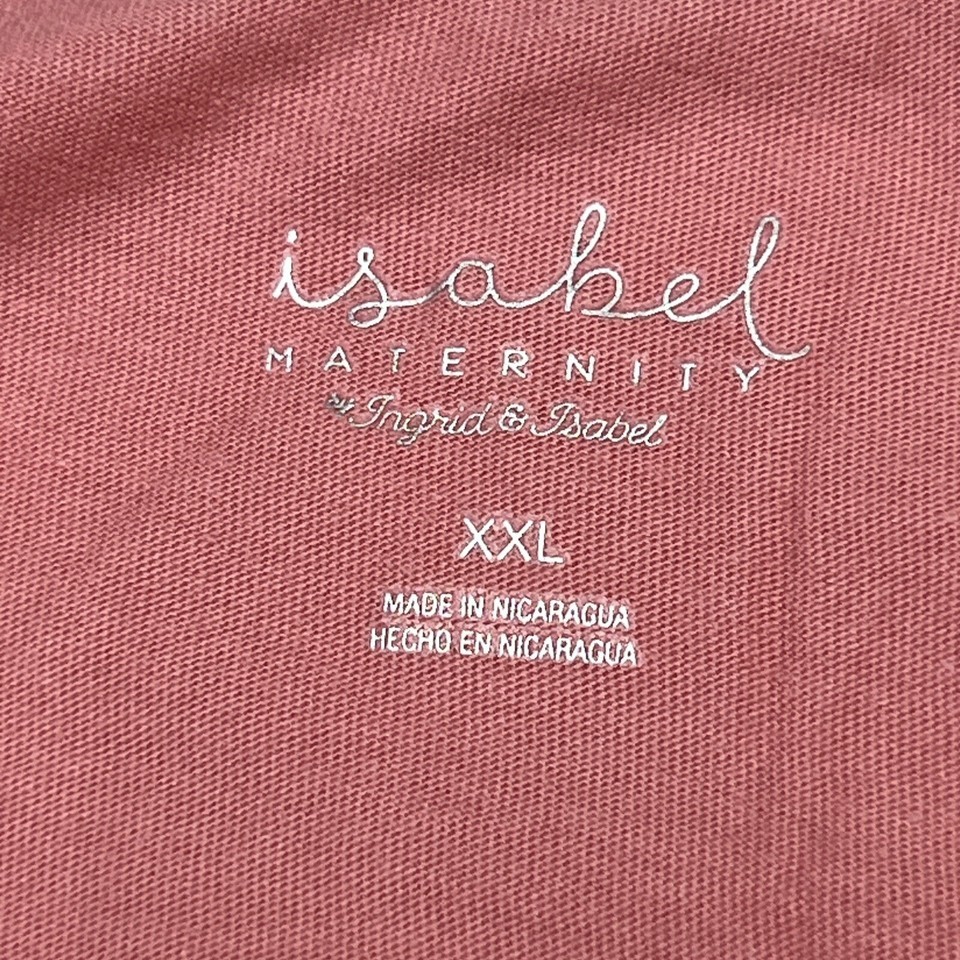 isabel
MATERNITY
by Ingrid & Isabel
XXL
MADE IN NICARAGUA
HECHO EN NICARAGUA